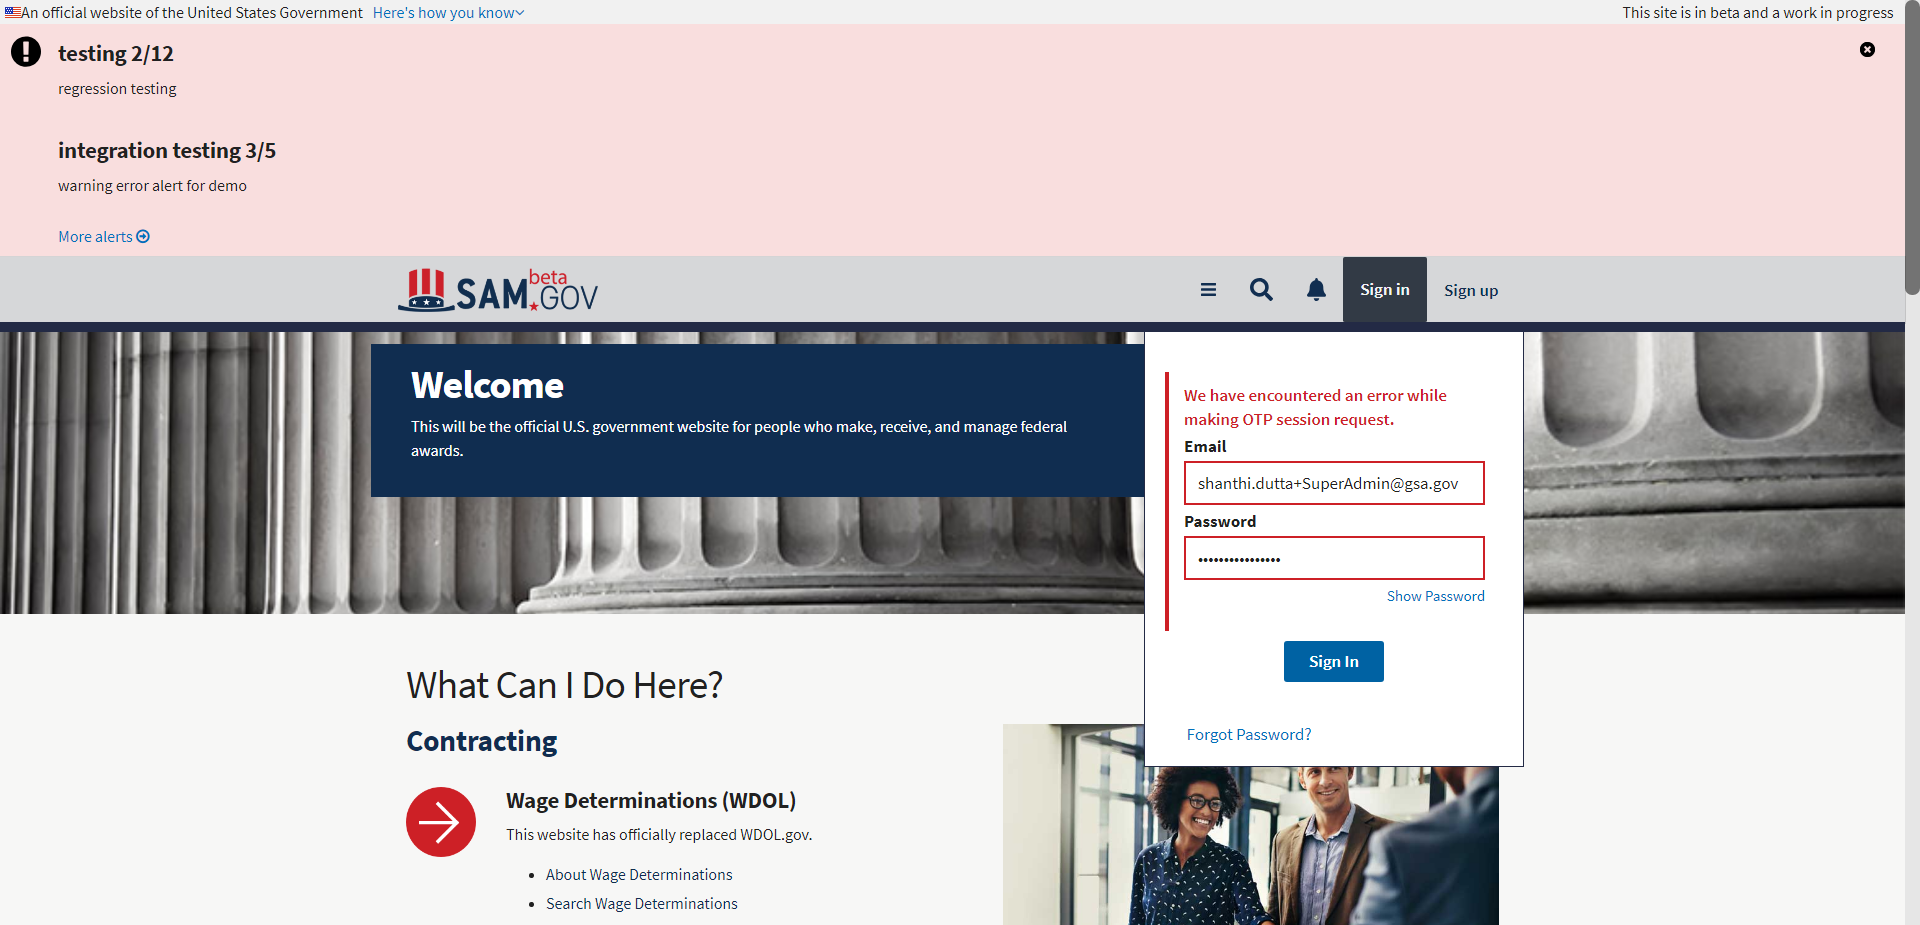 An official website of the United States Government Here's how you know
This site is in beta and a work in progress
testing 2/12
regression testing
integration testing 3/5
warning error alert for demo
More alerts
SAM.GOV beta
Sign in
Sign up
Welcome
This will be the official U.S. government website for people who make, receive, and manage federal
awards.
We have encountered an error while
making OTP session request.
Email
shanthi.dutta+SuperAdmin@gsa.gov
Password
••••••••••••••••
Show Password
Sign In
Forgot Password?
What Can I Do Here?
Contracting
Wage Determinations (WDOL)
This website has officially replaced WDOL.gov.
• About Wage Determinations
• Search Wage Determinations